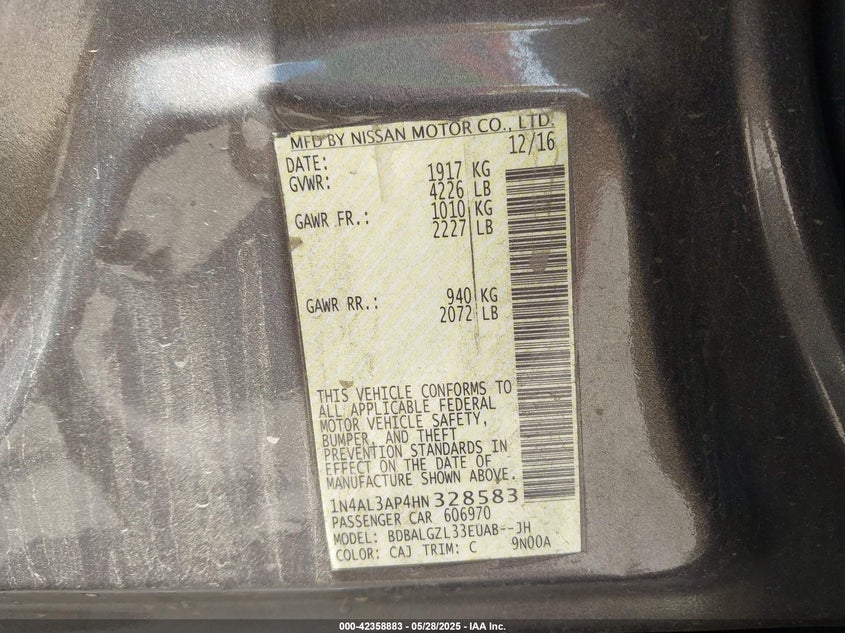 MFD BY NISSAN MOTOR CO., LTD.
DATE: 12/16
GVWR: 1917 KG
4226 LB
GAWR FR.: 1010 KG
2227 LB
GAWR RR.: 940 KG
2072 LB
THIS VEHICLE CONFORMS TO
ALL APPLICABLE FEDERAL
MOTOR VEHICLE SAFETY,
BUMPER, AND THEFT
PREVENTION STANDARDS IN
EFFECT ON THE DATE OF
MANUFACTURE SHOWN ABOVE.
1N4AL3AP4HN328583
PASSENGER CAR 606970
MODEL: BDBALGZL33EUAB--JH
COLOR: CAJ TRIM: C 9N00A
000-42358883 - 05/28/2025 - IAA Inc.